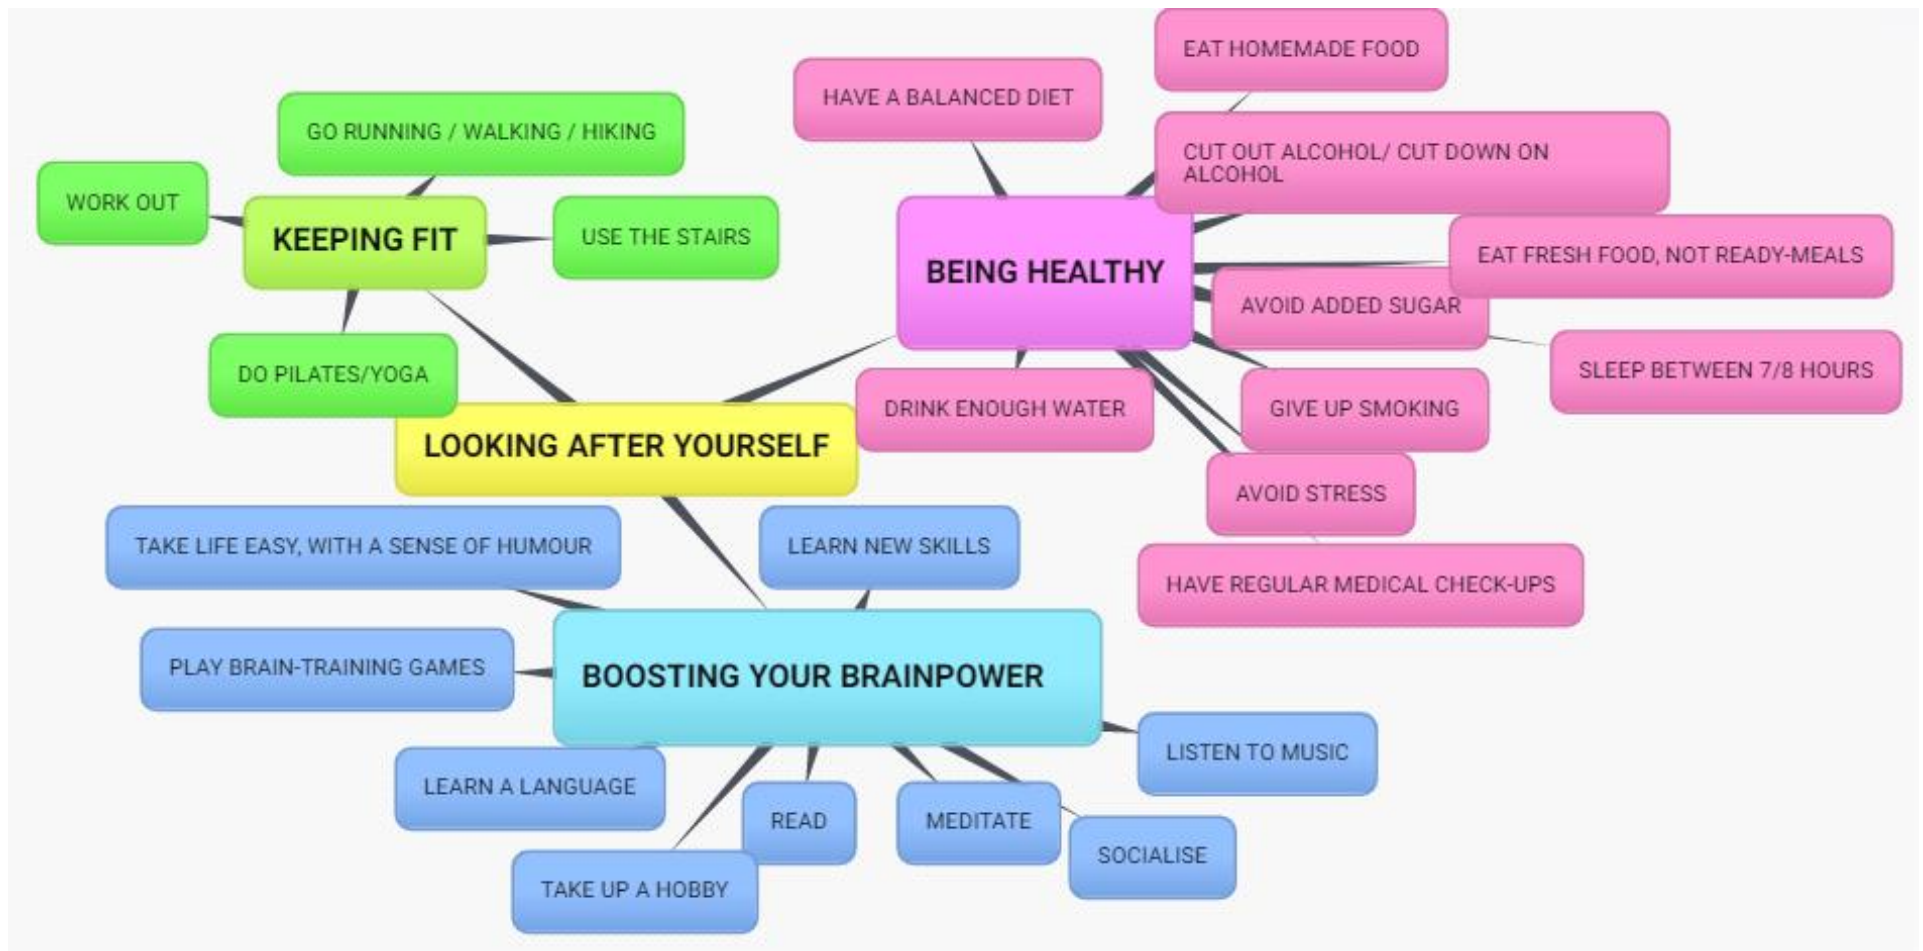 EAT HOMEMADE FOOD
HAVE A BALANCED DIET
GO RUNNING / WALKING / HIKING
CUT OUT ALCOHOL/ CUT DOWN ON
ALCOHOL
WORK OUT
KEEPING FIT
USE THE STAIRS
BEING HEALTHY
EAT FRESH FOOD, NOT READY-MEALS
AVOID ADDED SUGAR
DO PILATES/YOGA
SLEEP BETWEEN 7/8 HOURS
DRINK ENOUGH WATER
GIVE UP SMOKING
LOOKING AFTER YOURSELF
AVOID STRESS
TAKE LIFE EASY, WITH A SENSE OF HUMOUR
LEARN NEW SKILLS
HAVE REGULAR MEDICAL CHECK-UPS
PLAY BRAIN-TRAINING GAMES
BOOSTING YOUR BRAINPOWER
LISTEN TO MUSIC
LEARN A LANGUAGE
READ
MEDITATE
SOCIALISE
TAKE UP A HOBBY